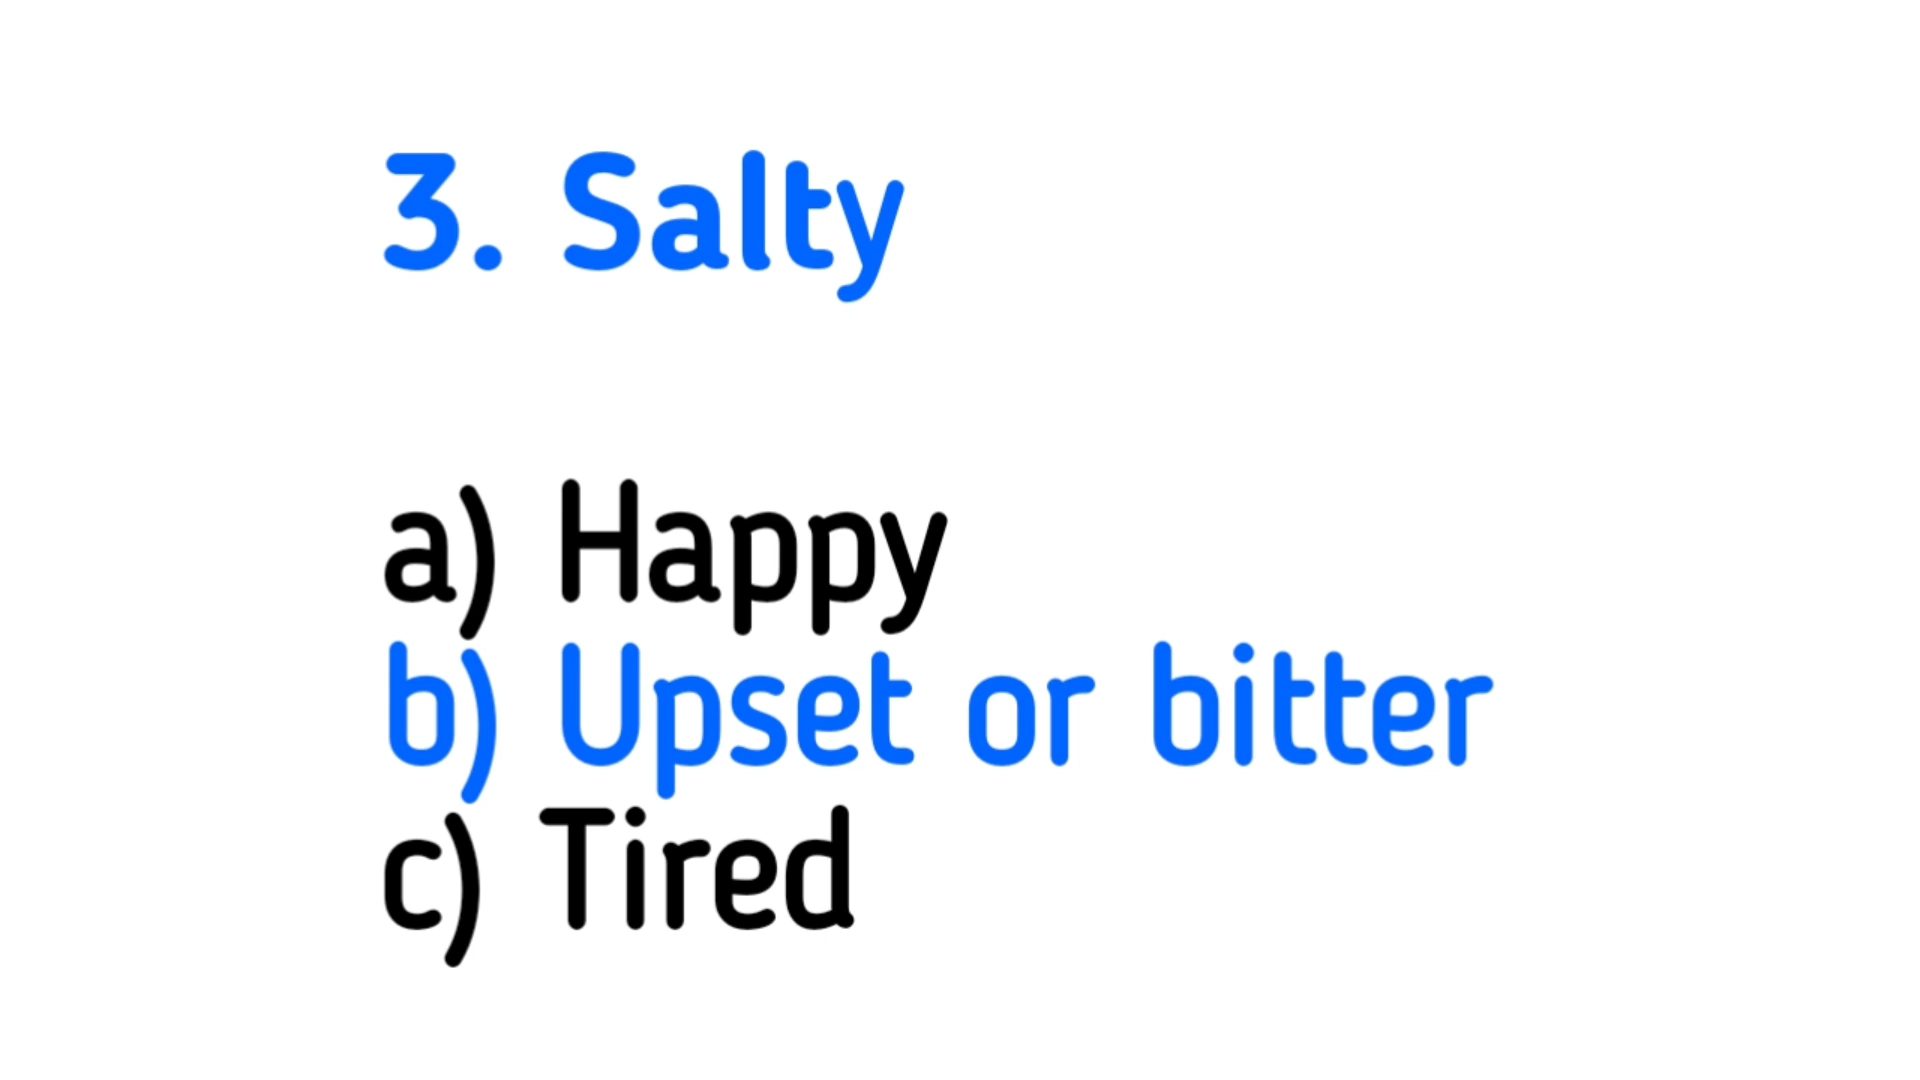 3. Salty
a) Happy
b) Upset or bitter
c) Tired